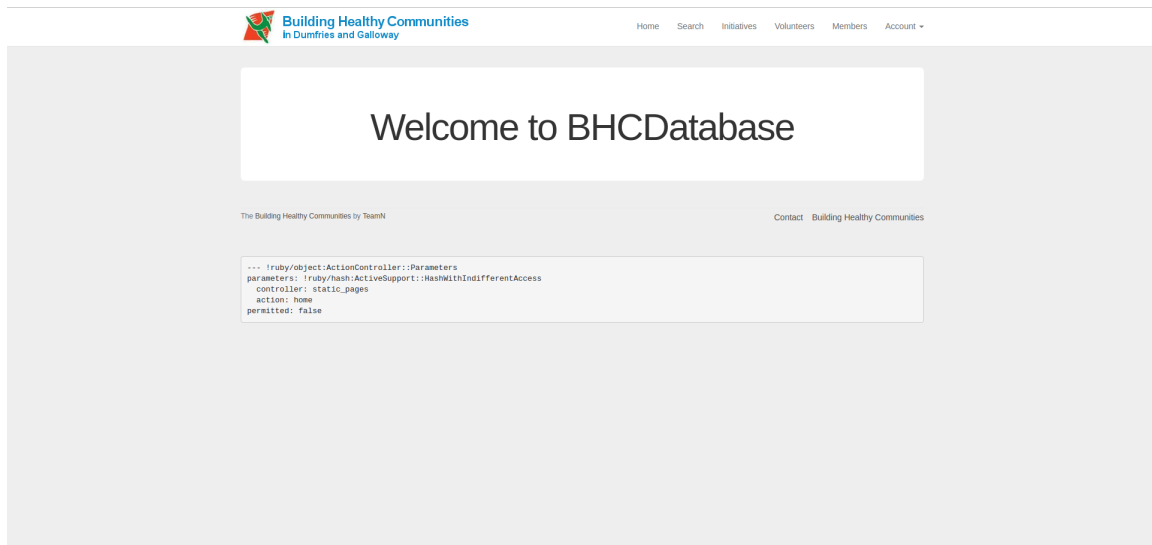 Building Healthy Communities
in Dumfries and Galloway
Home Search Initiatives Volunteers Members Account
Welcome to BHCDatabase
The Building Healthy Communities by TeamN
Contact Building Healthy Communities
--- !ruby/object:ActionController::Parameters
parameters: !ruby/hash:ActiveSupport::HashWithIndifferentAccess
  controller: static_pages
  action: home
permitted: false